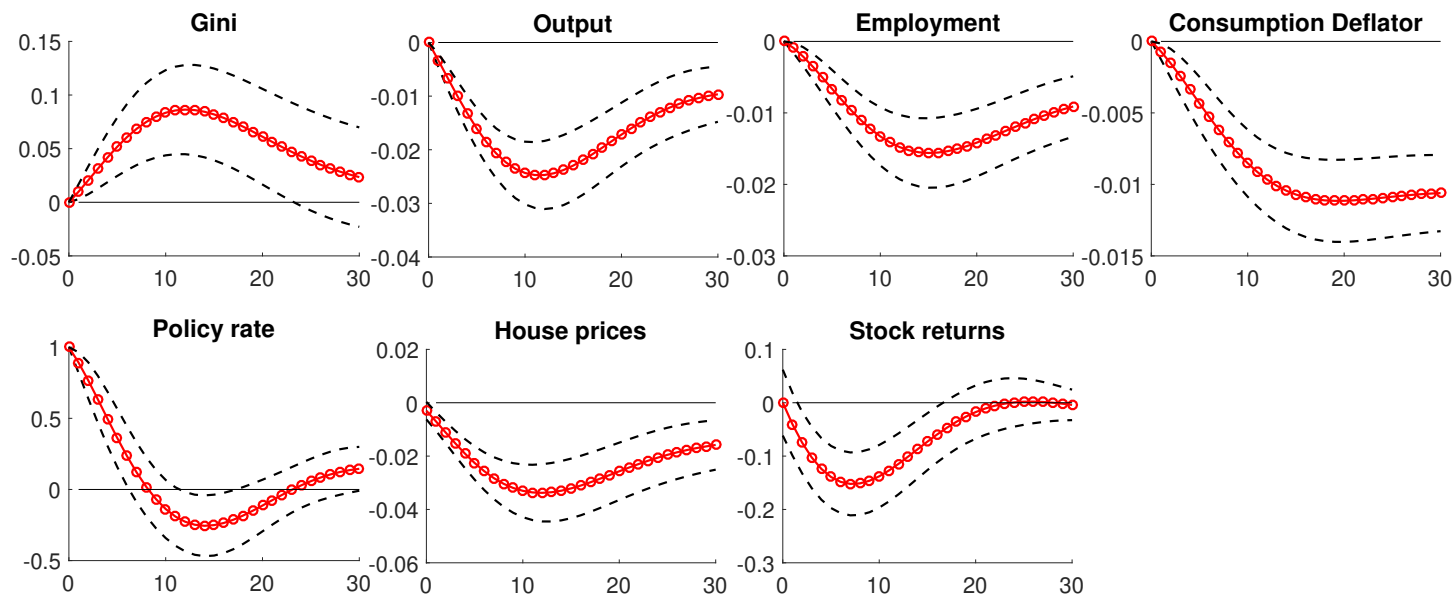 Gini
0.15
0.1
0.05
0
-0.05
0 10 20 30
Output
0
-0.01
-0.02
-0.03
-0.04
0 10 20 30
Employment
0
-0.01
-0.02
-0.03
0 10 20 30
Consumption Deflator
0
-0.005
-0.01
-0.015
0 10 20 30
Policy rate
1
0.5
0
-0.5
0 10 20 30
House prices
0.02
0
-0.02
-0.04
-0.06
0 10 20 30
Stock returns
0.1
0
-0.1
-0.2
-0.3
0 10 20 30